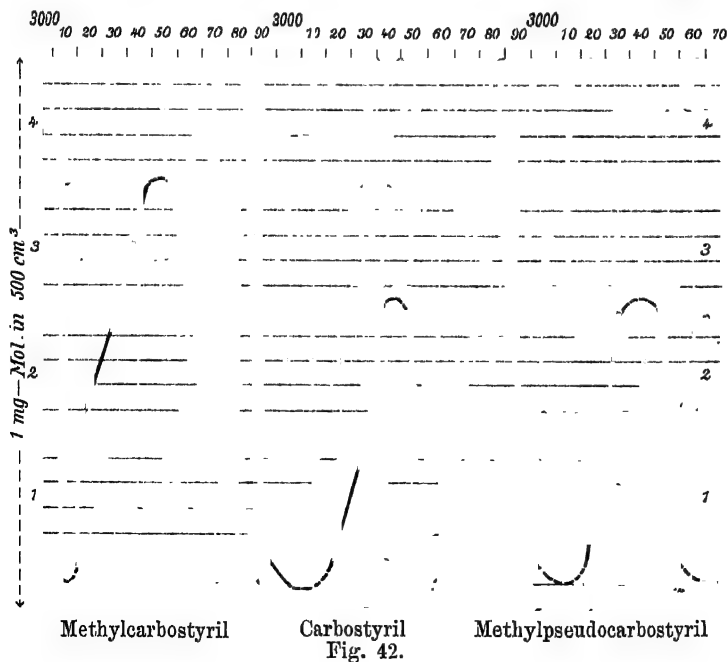 3000 3000 3000
10 20 30 40 50 60 70 80 90 10 20 30 40 50 60 70 80 90 10 20 30 40 50 60 70
4 4
3 3
2 2
1 1
1 mg—Mol. in 500 cm³
Methylcarbostyril Carbostyril Methylpseudocarbostyril
Fig. 42.